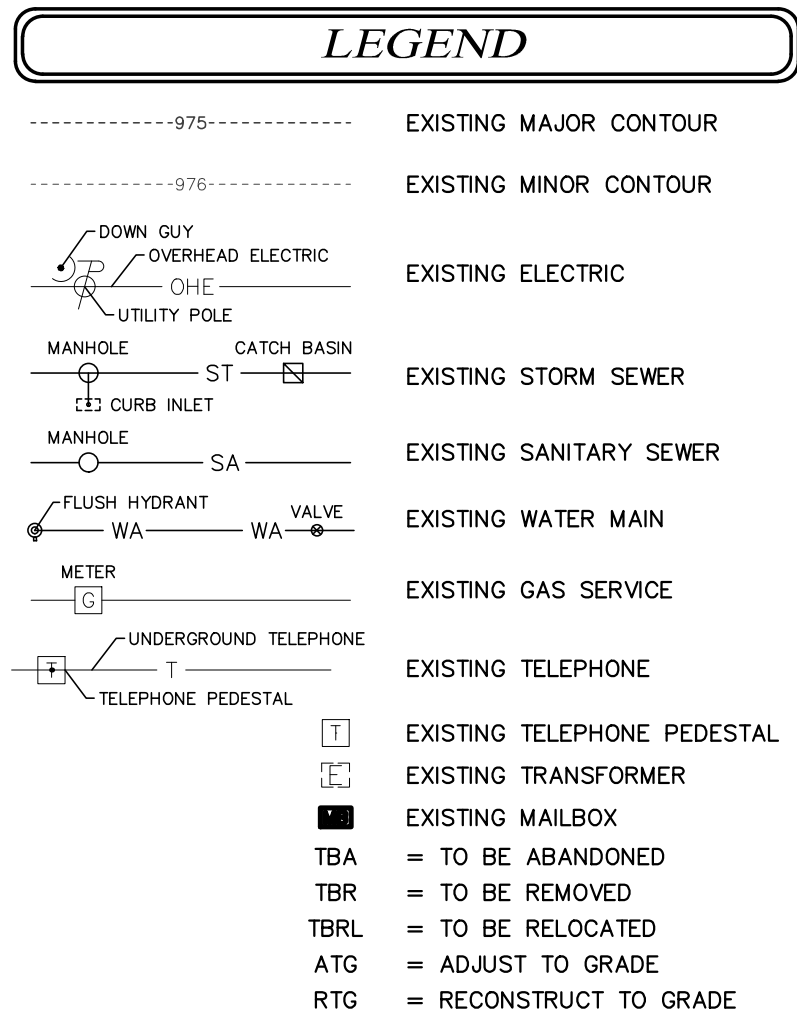 LEGEND
975 EXISTING MAJOR CONTOUR
976 EXISTING MINOR CONTOUR
DOWN GUY
OVERHEAD ELECTRIC
OHE EXISTING ELECTRIC
UTILITY POLE
MANHOLE CATCH BASIN
ST EXISTING STORM SEWER
CURB INLET
MANHOLE
SA EXISTING SANITARY SEWER
FLUSH HYDRANT
VALVE
WA WA EXISTING WATER MAIN
METER
G EXISTING GAS SERVICE
UNDERGROUND TELEPHONE
T T EXISTING TELEPHONE
TELEPHONE PEDESTAL
T EXISTING TELEPHONE PEDESTAL
E EXISTING TRANSFORMER
EXISTING MAILBOX
TBA = TO BE ABANDONED
TBR = TO BE REMOVED
TBRL = TO BE RELOCATED
ATG = ADJUST TO GRADE
RTG = RECONSTRUCT TO GRADE